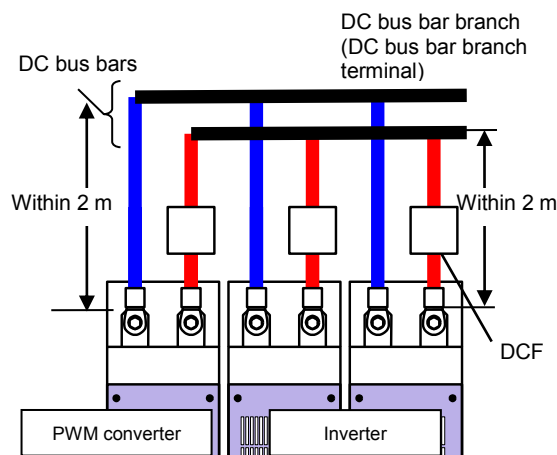 DC bus bar branch
(DC bus bar branch
terminal)
DC bus bars
Within 2 m
Within 2 m
DCF
PWM converter
Inverter